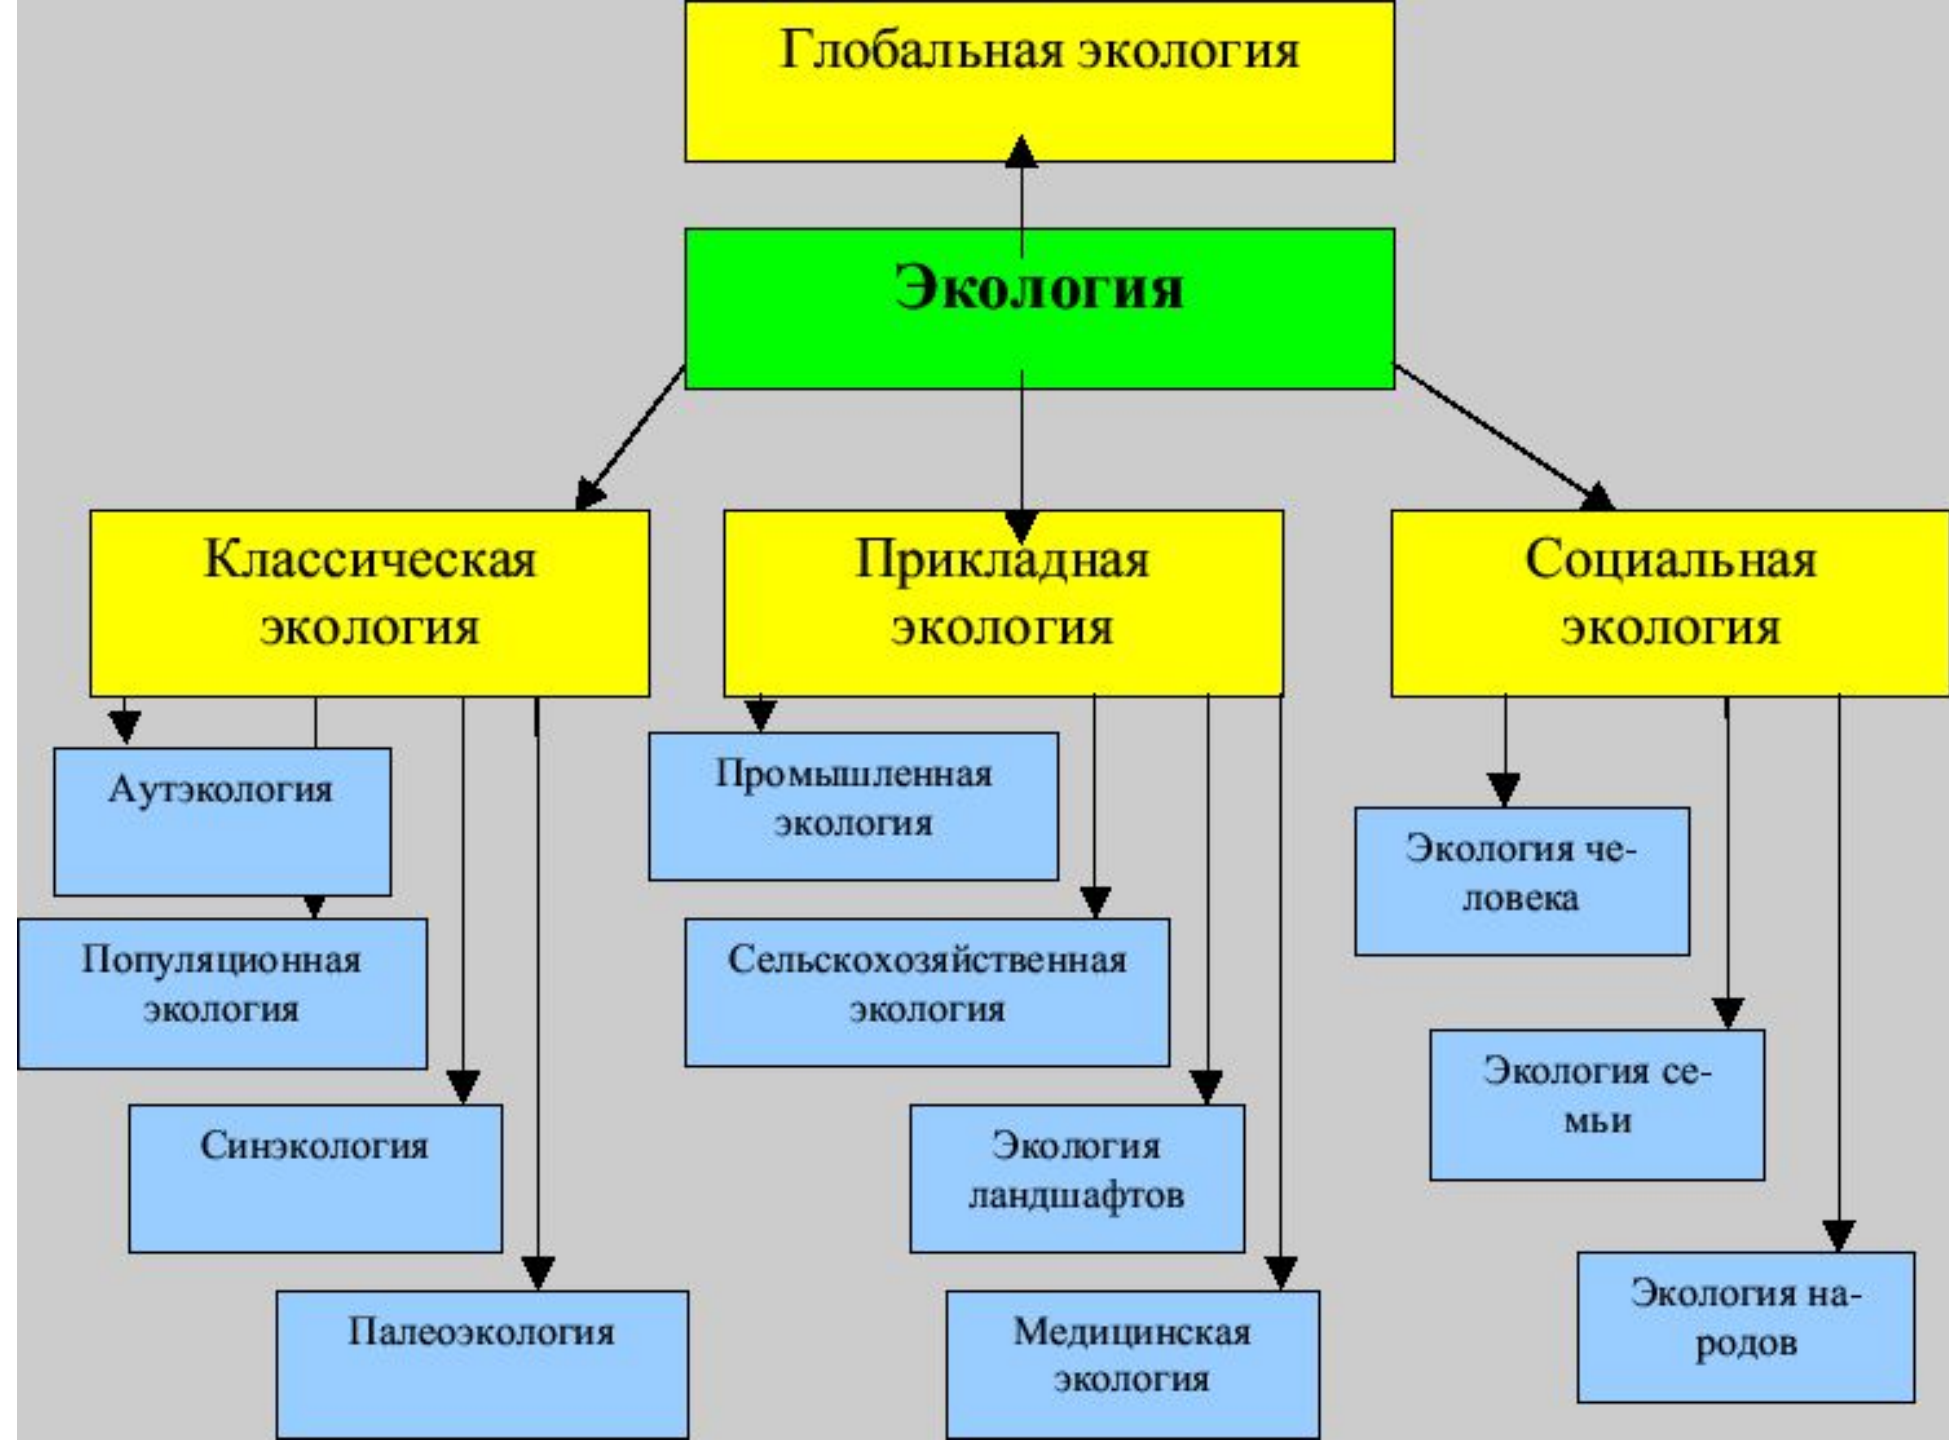 Глобальная экология
Экология
Классическая
экология
Прикладная
экология
Социальная
экология
Аутэкология
Популяционная
экология
Синэкология
Палеоэкология
Промышленная
экология
Сельскохозяйственная
экология
Экология
ландшафтов
Медицинская
экология
Экология че-
ловека
Экология се-
мьи
Экология на-
родов